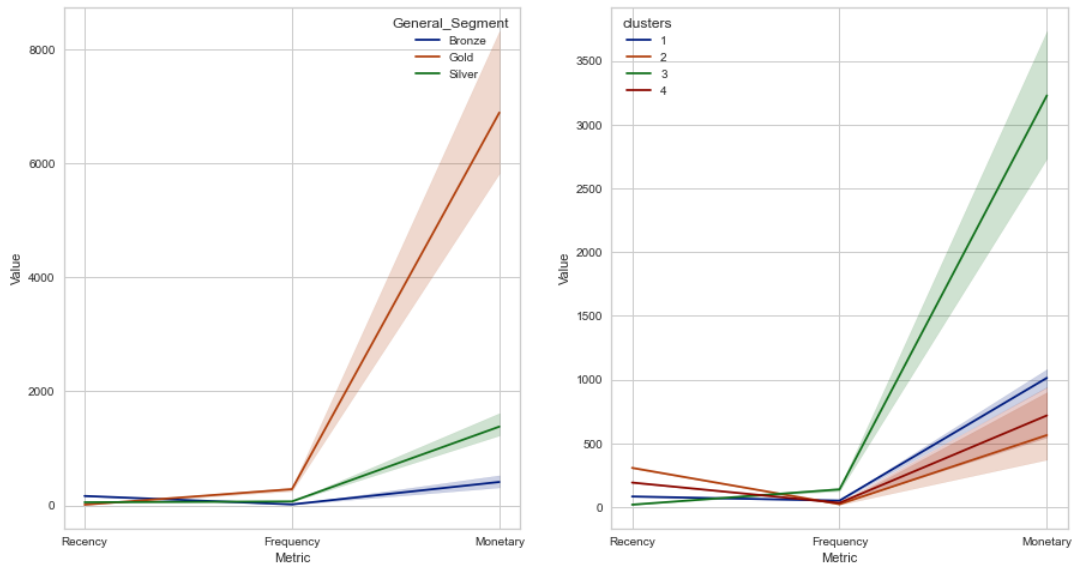 General_Segment
Bronze
Gold
Silver
8000
6000
4000
2000
0
Value
Recency
Frequency
Monetary
Metric
clusters
1
2
3
4
3500
3000
2500
2000
1500
1000
500
0
Value
Recency
Frequency
Monetary
Metric